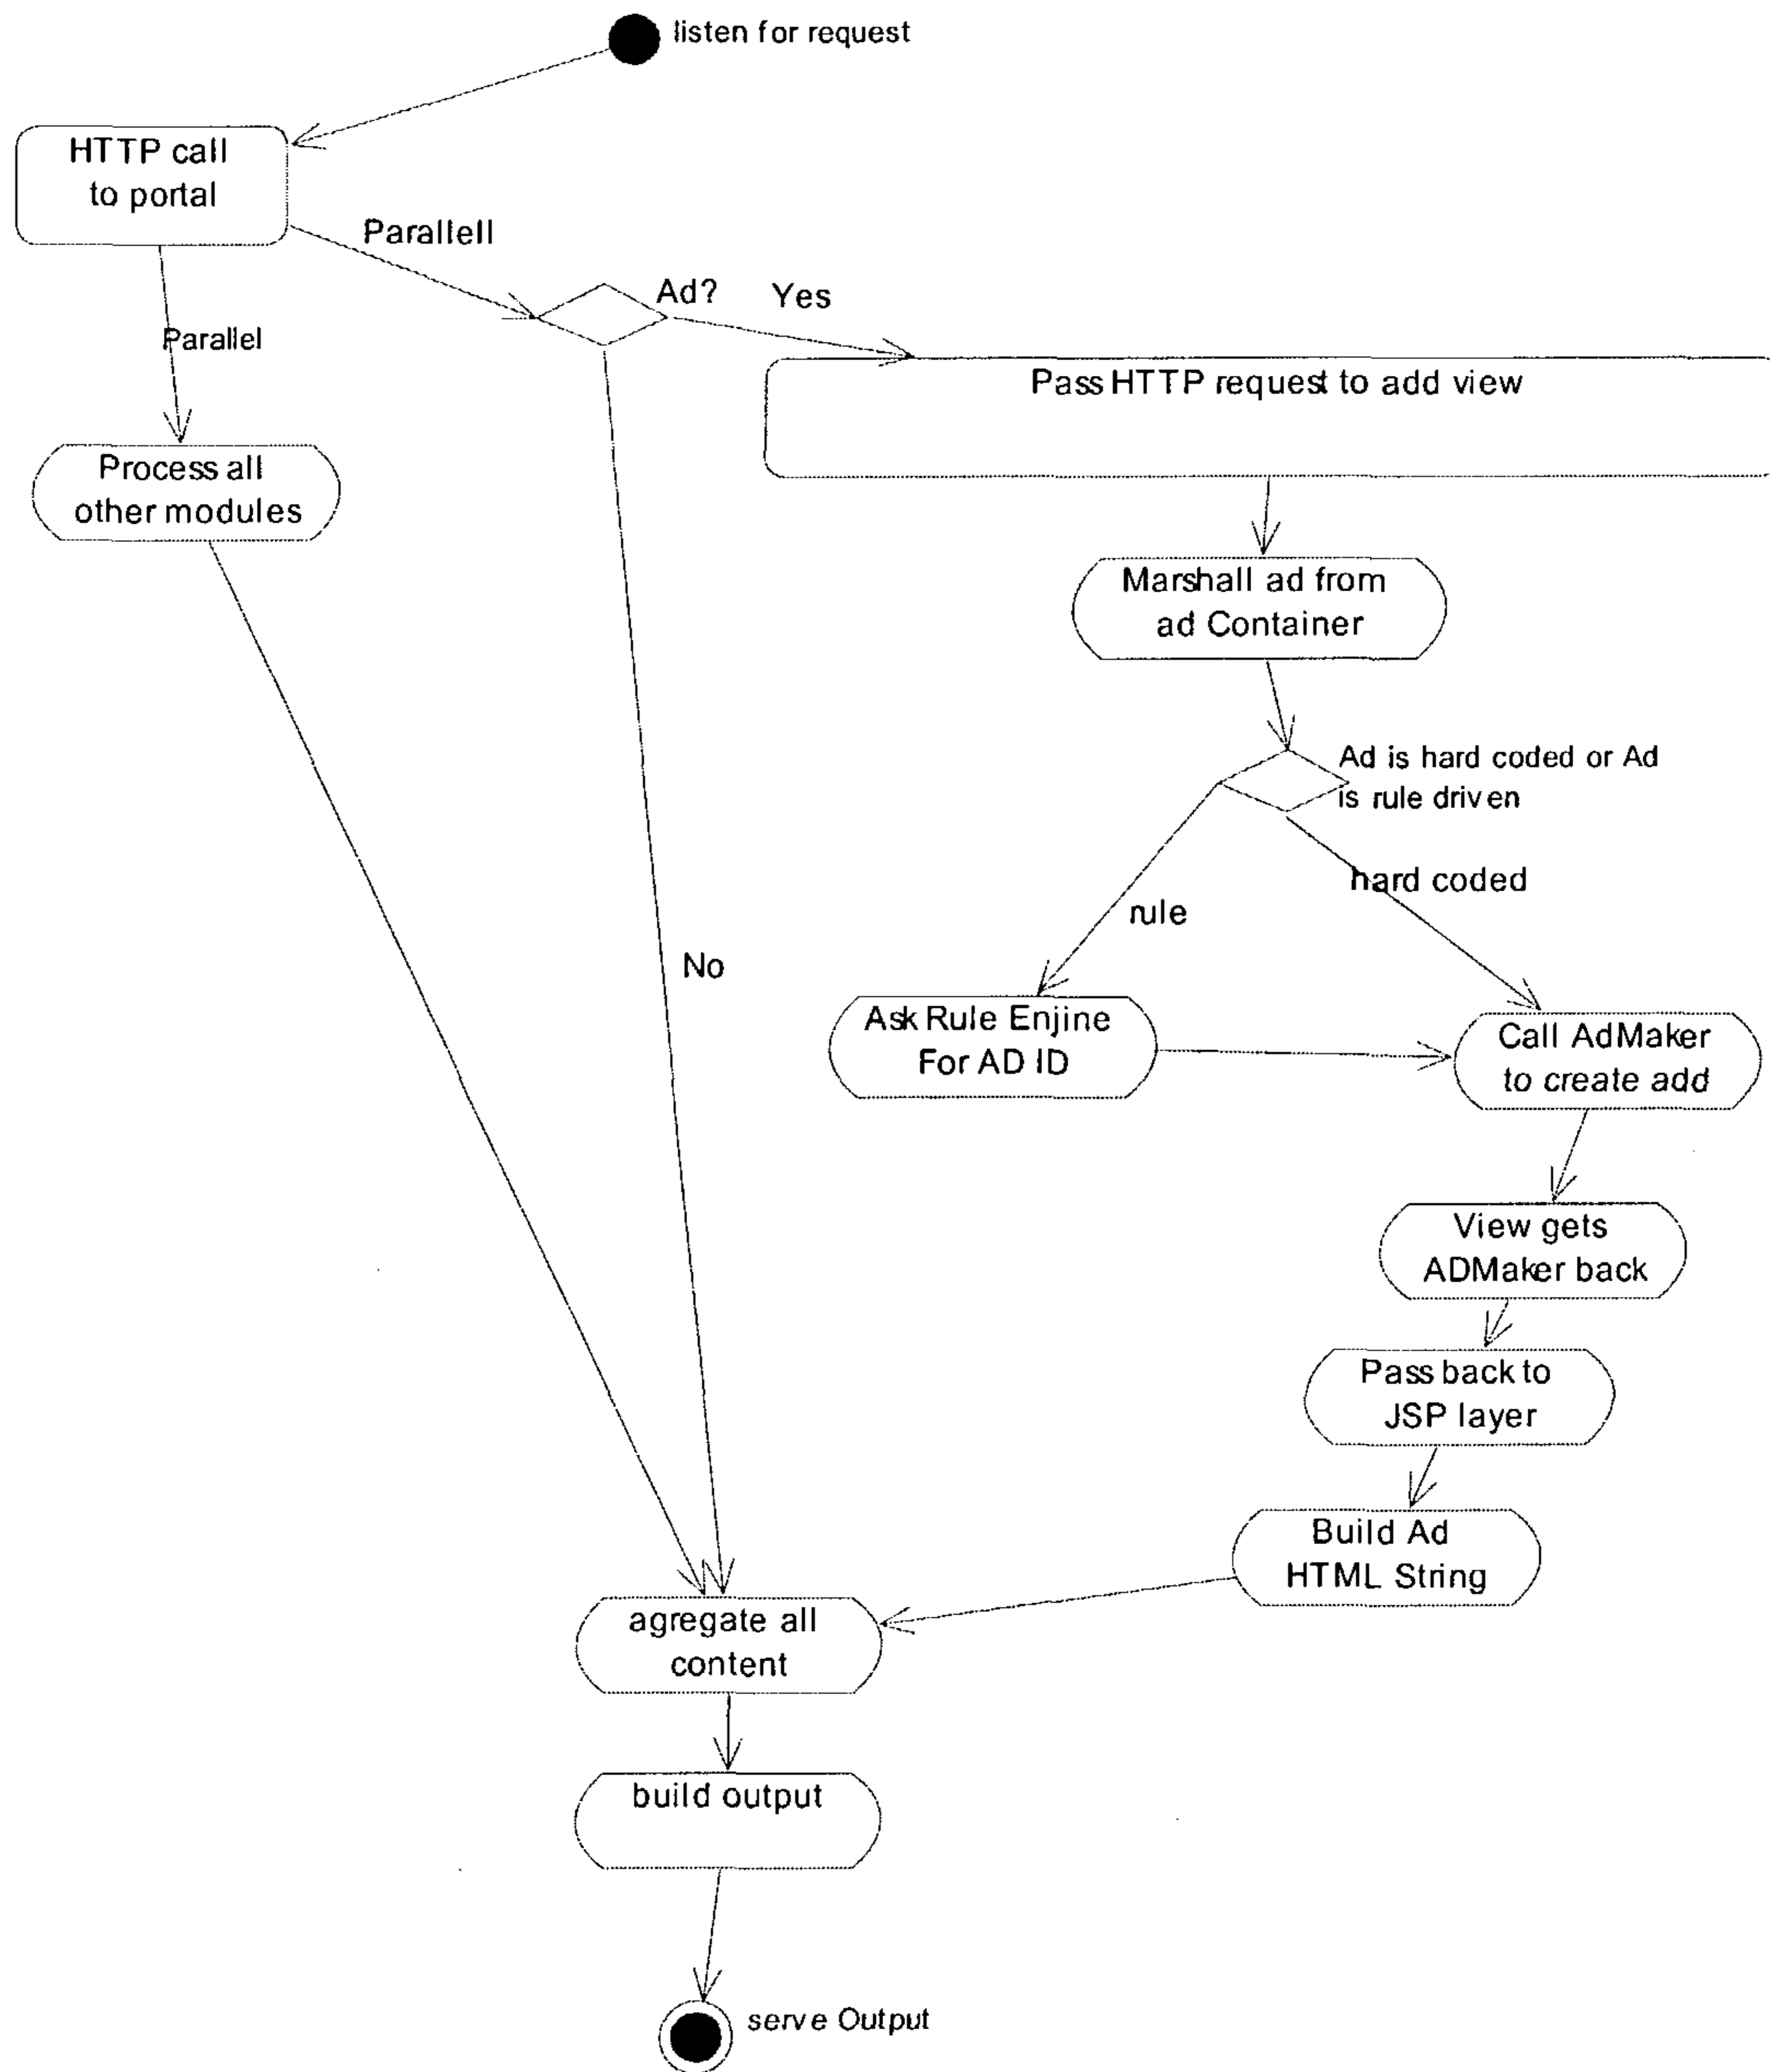 listen for request
HTTP call
to portal
Parallell
Ad?
Yes
Parallel
Pass HTTP request to add view
Process all
other modules
Marshall ad from
ad Container
Ad is hard coded or Ad
is rule driven
hard coded
rule
No
Ask Rule Enjine
For AD ID
Call AdMaker
to create add
View gets
ADMaker back
Pass back to
JSP layer
Build Ad
HTML String
agregate all
content
build output
serve Output